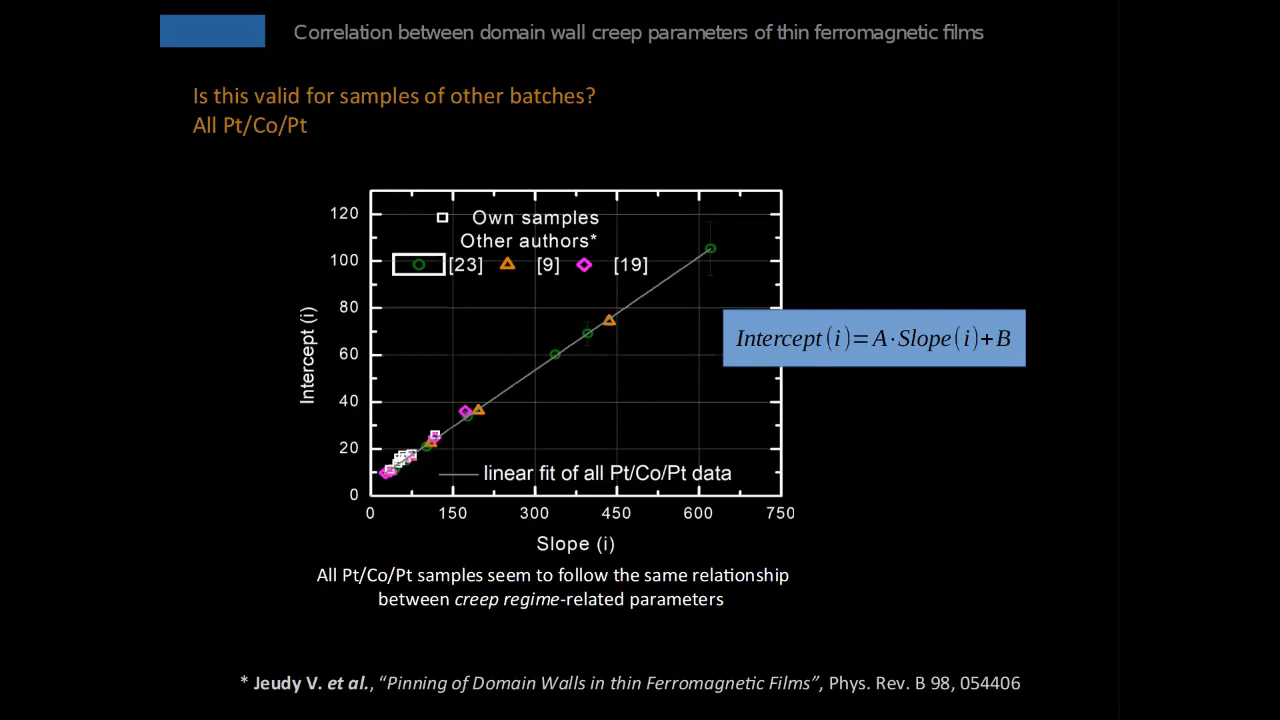 Correlation between domain wall creep parameters of thin ferromagnetic films
Is this valid for samples of other batches?
All Pt/Co/Pt
Own samples
Other authors*
[23] [9] [19]
120
100
80
60
40
20
0
Intercept (i)
Intercept (i)=A·Slope(i)+B
linear fit of all Pt/Co/Pt data
0 150 300 450 600 750
Slope (i)
All Pt/Co/Pt samples seem to follow the same relationship
between creep regime-related parameters
* Jeudy V. et al., “Pinning of Domain Walls in thin Ferromagnetic Films”, Phys. Rev. B 98, 054406